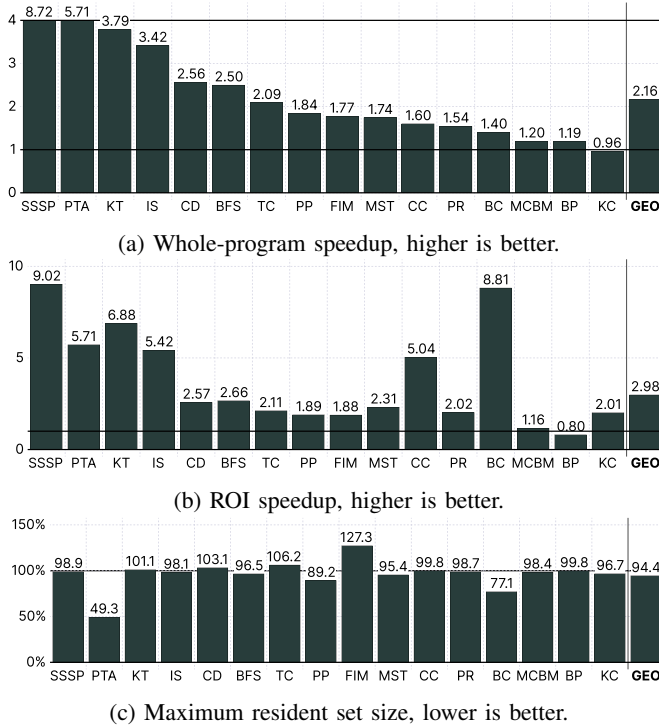 8.72 5.71 3.79 3.42 2.56 2.50 2.09 1.84 1.77 1.74 1.60 1.54 1.40 1.20 1.19 0.96 2.16
4
3
2
1
0
SSSP PTA KT IS CD BFS TC PP FIM MST CC PR BC MCBM BP KC GEO
(a) Whole-program speedup, higher is better.
10
9.02 5.71 6.88 5.42 2.57 2.66 2.11 1.89 1.88 2.31 5.04 2.02 8.81 1.16 0.80 2.01 2.98
5
0
SSSP PTA KT IS CD BFS TC PP FIM MST CC PR BC MCBM BP KC GEO
(b) ROI speedup, higher is better.
150%
98.9 49.3 101.1 98.1 103.1 96.5 106.2 89.2 127.3 95.4 99.8 98.7 77.1 98.4 99.8 96.7 94.4
100%
50%
0%
SSSP PTA KT IS CD BFS TC PP FIM MST CC PR BC MCBM BP KC GEO
(c) Maximum resident set size, lower is better.